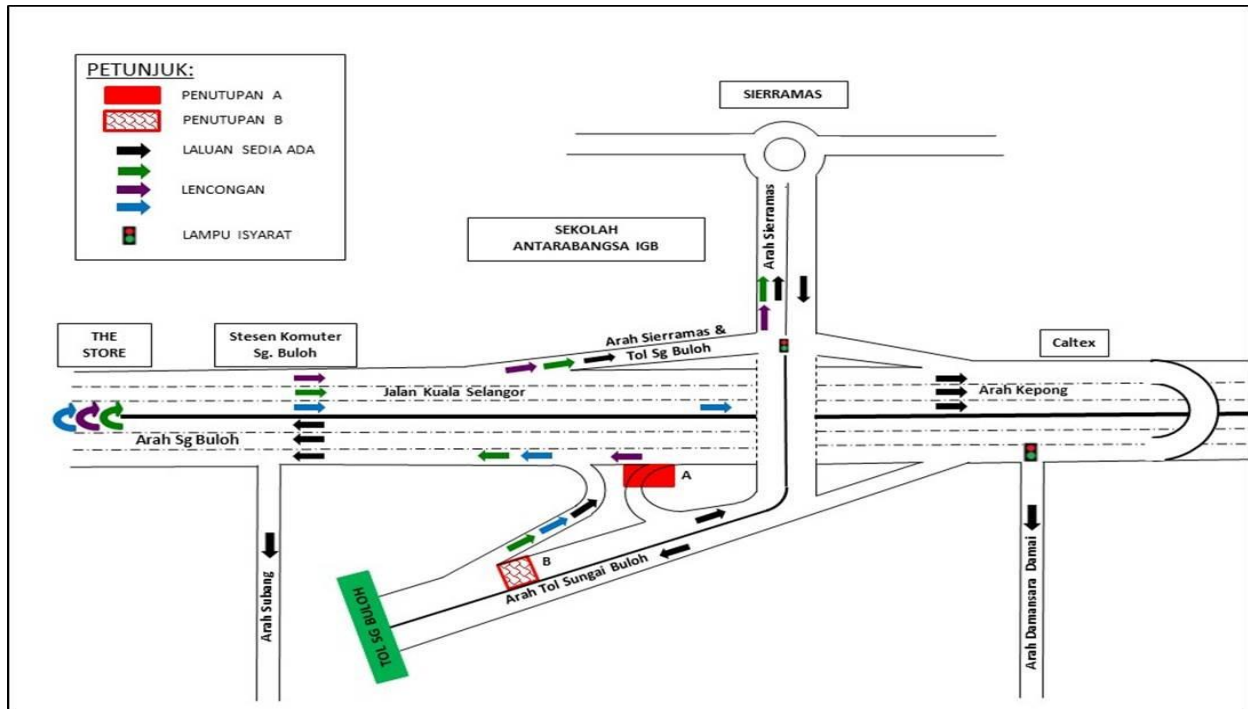 PETUNJUK:
PENUTUPAN A
PENUTUPAN B
LALUAN SEDIA ADA
LENCONGAN
LAMPU ISYARAT
SIERRAMAS
SEKOLAH
ANTARABANGSA IGB
Arah Sierramas
THE
STORE
Stesen Komuter
Sg. Buloh
Arah Sierramas &
Tol Sg Buloh
Caltex
Jalan Kuala Selangor
Arah Kepong
Arah Sg Buloh
A
B
Arah Tol Sungai Buloh
TOL SG BULOH
Arah Subang
Arah Damansara Damai